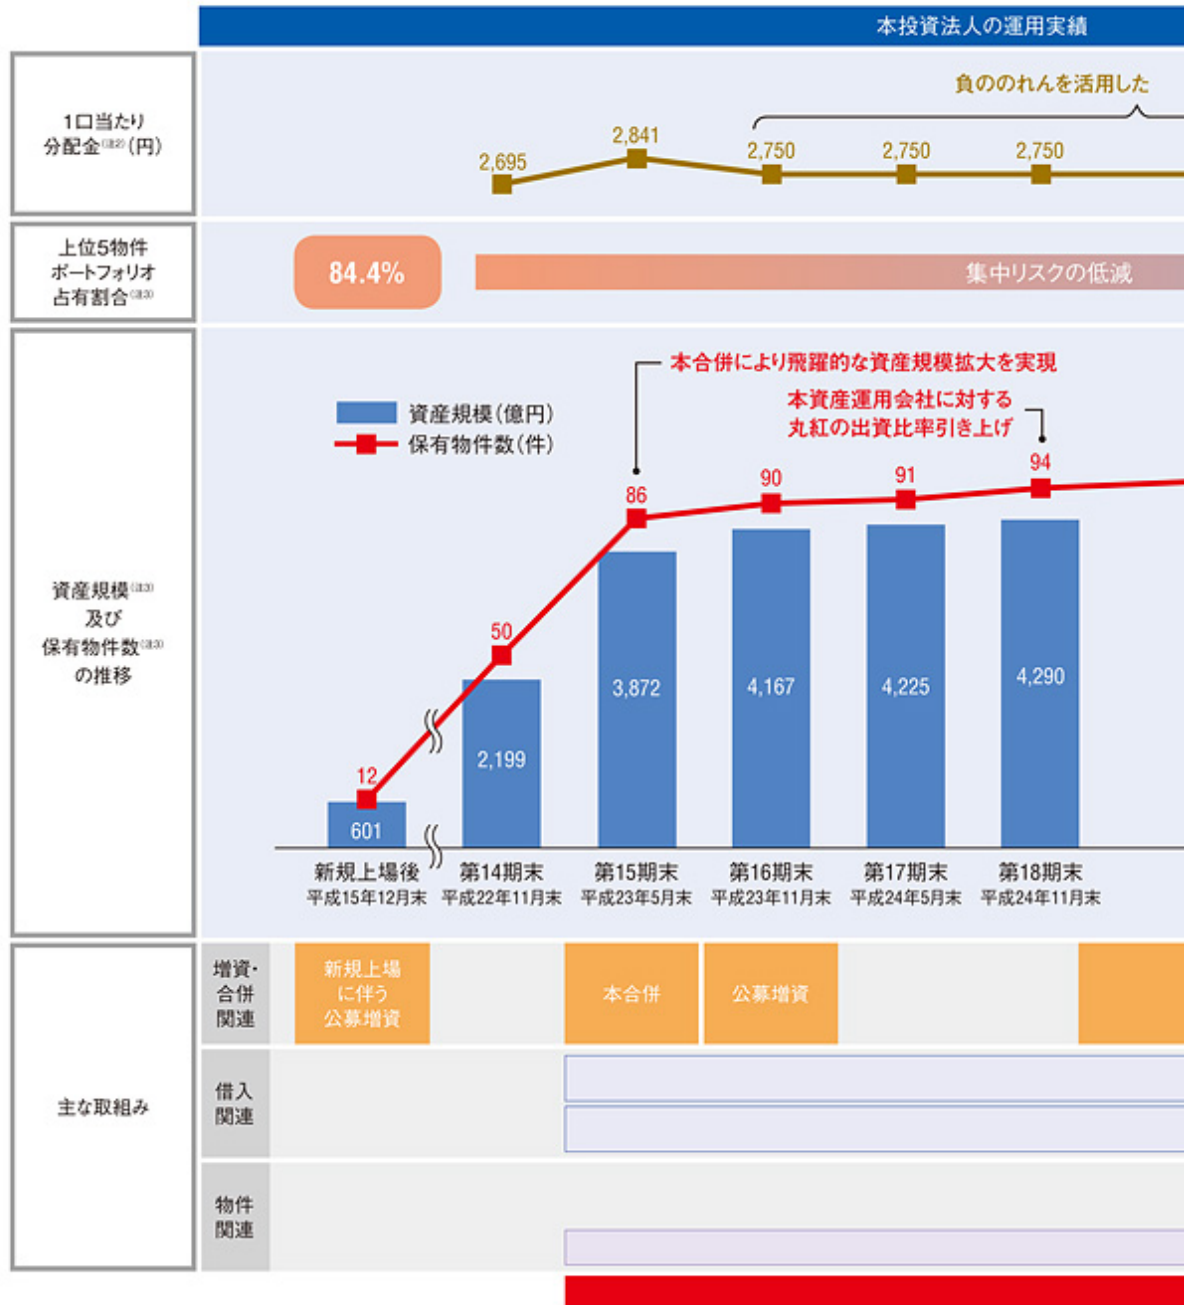 本投資法人の運用実績
1口当たり
分配金(注2)(円)
負ののれんを活用した
2,695
2,841
2,750
2,750
2,750
上位5物件
ポートフォリオ
占有割合(注3)
84.4%
集中リスクの低減
資産規模(注3)
及び
保有物件数(注3)
の推移
本合併により飛躍的な資産規模拡大を実現
本資産運用会社に対する
丸紅の出資比率引き上げ
資産規模(億円)
保有物件数(件)
12
50
86
90
91
94
601
2,199
3,872
4,167
4,225
4,290
新規上場後
平成15年12月末
第14期末
平成22年11月末
第15期末
平成23年5月末
第16期末
平成23年11月末
第17期末
平成24年5月末
第18期末
平成24年11月末
主な取組み
増資・
合併
関連
新規上場
に伴う
公募増資
本合併
公募増資
借入
関連
物件
関連